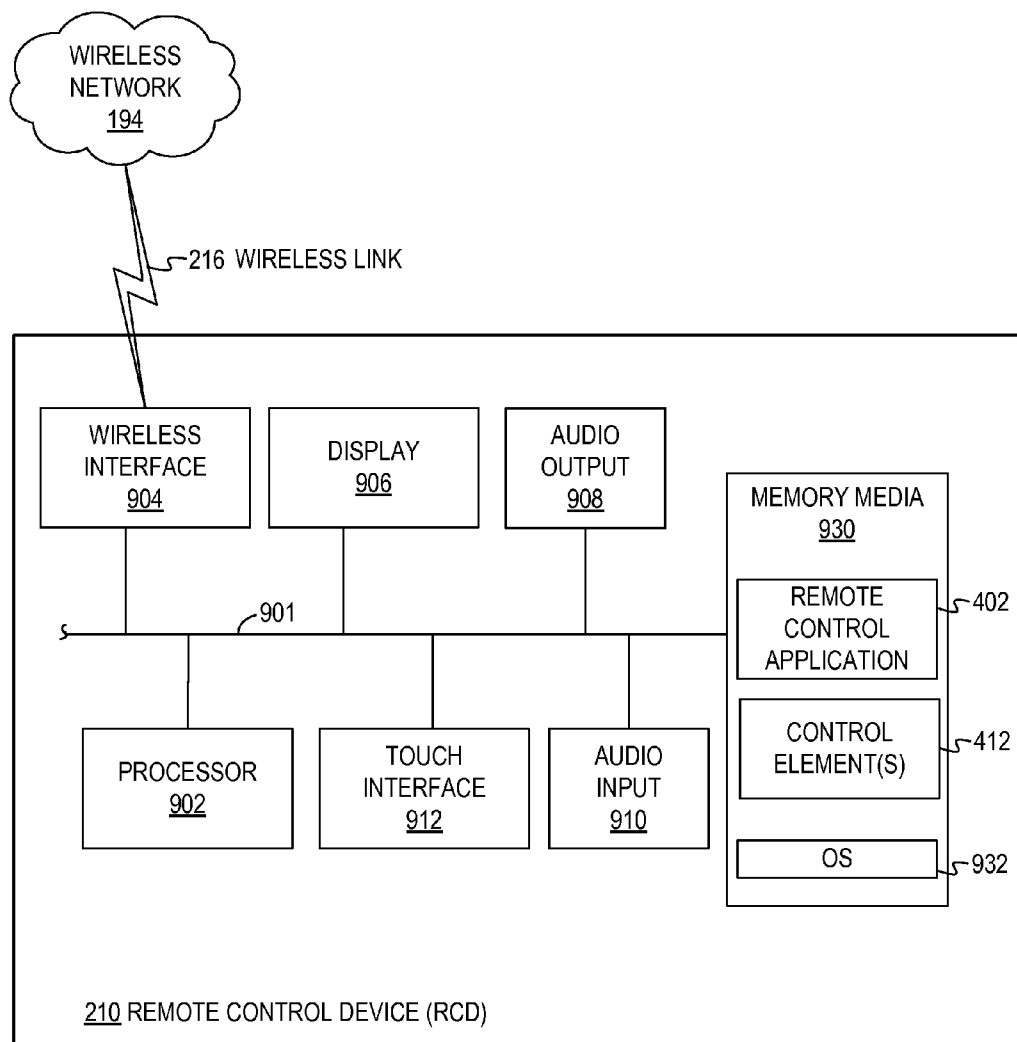 WIRELESS
NETWORK
194
216 WIRELESS LINK
WIRELESS
INTERFACE
904
DISPLAY
906
AUDIO
OUTPUT
908
MEMORY MEDIA
930
REMOTE
CONTROL
APPLICATION
402
901
CONTROL
ELEMENT(S)
412
PROCESSOR
902
TOUCH
INTERFACE
912
AUDIO
INPUT
910
OS
932
210 REMOTE CONTROL DEVICE (RCD)